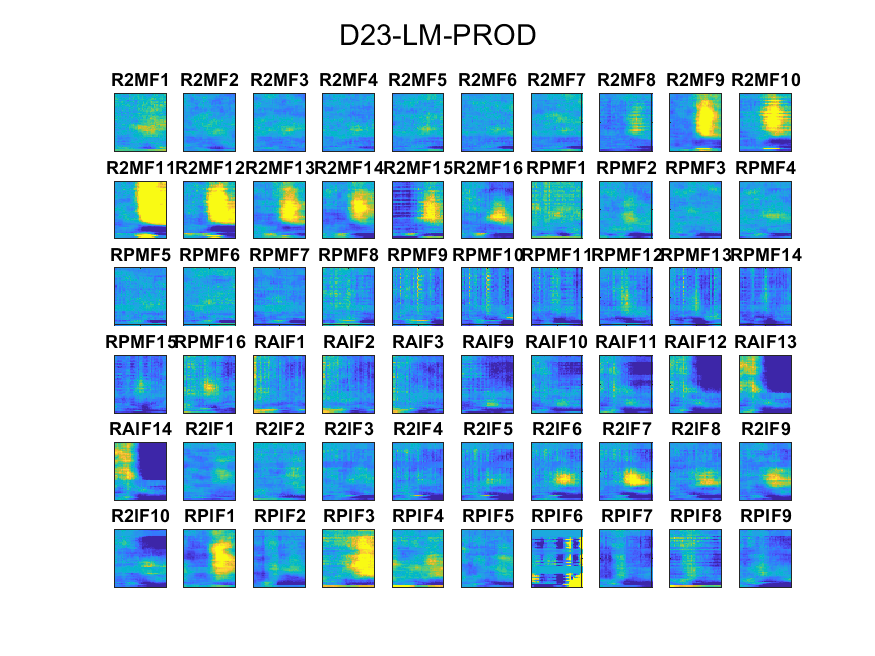 D23-LM-PROD
R2MF1 R2MF2 R2MF3 R2MF4 R2MF5 R2MF6 R2MF7 R2MF8 R2MF9 R2MF10
R2MF11 R2MF12 R2MF13 R2MF14 R2MF15 R2MF16 RPMF1 RPMF2 RPMF3 RPMF4
RPMF5 RPMF6 RPMF7 RPMF8 RPMF9 RPMF10 RPMF11 RPMF12 RPMF13 RPMF14
RPMF15 RPMF16 RAIF1 RAIF2 RAIF3 RAIF9 RAIF10 RAIF11 RAIF12 RAIF13
RAIF14 R2IF1 R2IF2 R2IF3 R2IF4 R2IF5 R2IF6 R2IF7 R2IF8 R2IF9
R2IF10 RPIF1 RPIF2 RPIF3 RPIF4 RPIF5 RPIF6 RPIF7 RPIF8 RPIF9